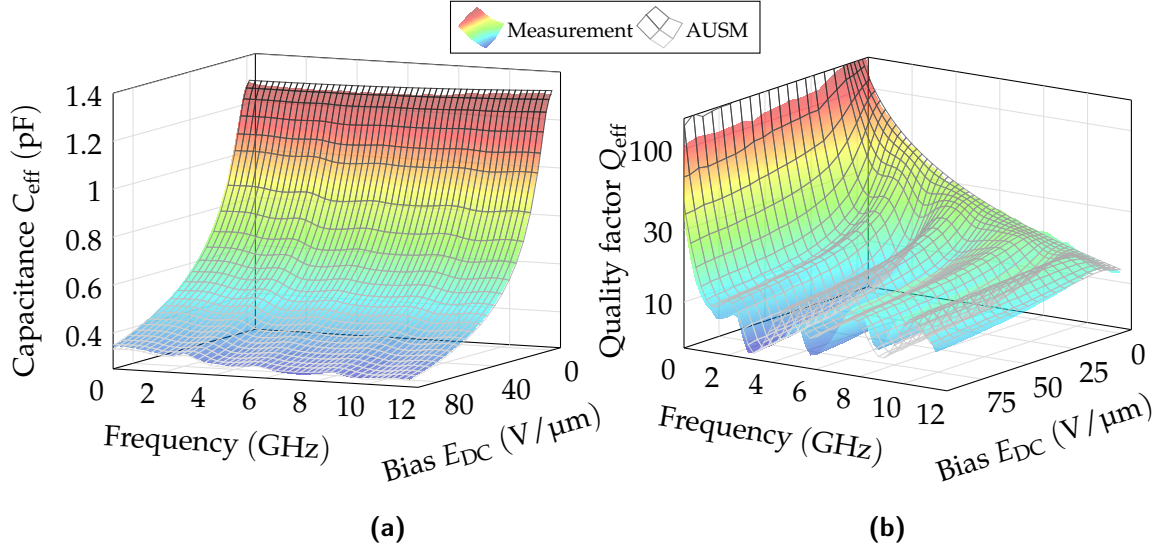 Measurement AUSM
Capacitance C_eff (pF)
1.4
1.2
1
0.8
0.6
0.4
0 2 4 6 8 10 12
Frequency (GHz)
80 40 0
Bias E_DC (V/μm)
(a)
Quality factor Q_eff
100
30
10
0 2 4 6 8 10 12
Frequency (GHz)
75 50 25 0
Bias E_DC (V/μm)
(b)